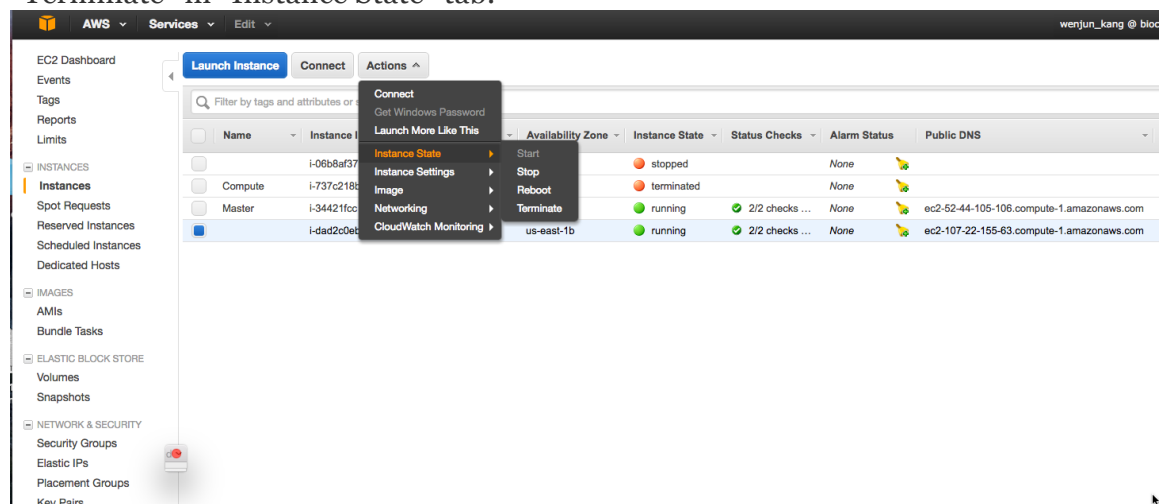 "Terminate" in "Instance State" tab.
AWS Services Edit wenjun_kang @ bioc
EC2 Dashboard
Events
Tags
Reports
Limits
INSTANCES
Instances
Spot Requests
Reserved Instances
Scheduled Instances
Dedicated Hosts
IMAGES
AMIs
Bundle Tasks
ELASTIC BLOCK STORE
Volumes
Snapshots
NETWORK & SECURITY
Security Groups
Elastic IPs
Placement Groups
Key Pairs
Launch Instance Connect Actions
Filter by tags and attributes or s
Connect
Get Windows Password
Launch More Like This
Instance State
Instance Settings
Image
Networking
CloudWatch Monitoring
Start
Stop
Reboot
Terminate
Name Instance I Availability Zone Instance State Status Checks Alarm Status Public DNS
i-06b8af37 stopped None
Compute i-737c218b terminated None
Master i-34421fcc running 2/2 checks ... None ec2-52-44-105-106.compute-1.amazonaws.com
i-dad2c0eb us-east-1b running 2/2 checks ... None ec2-107-22-155-63.compute-1.amazonaws.com